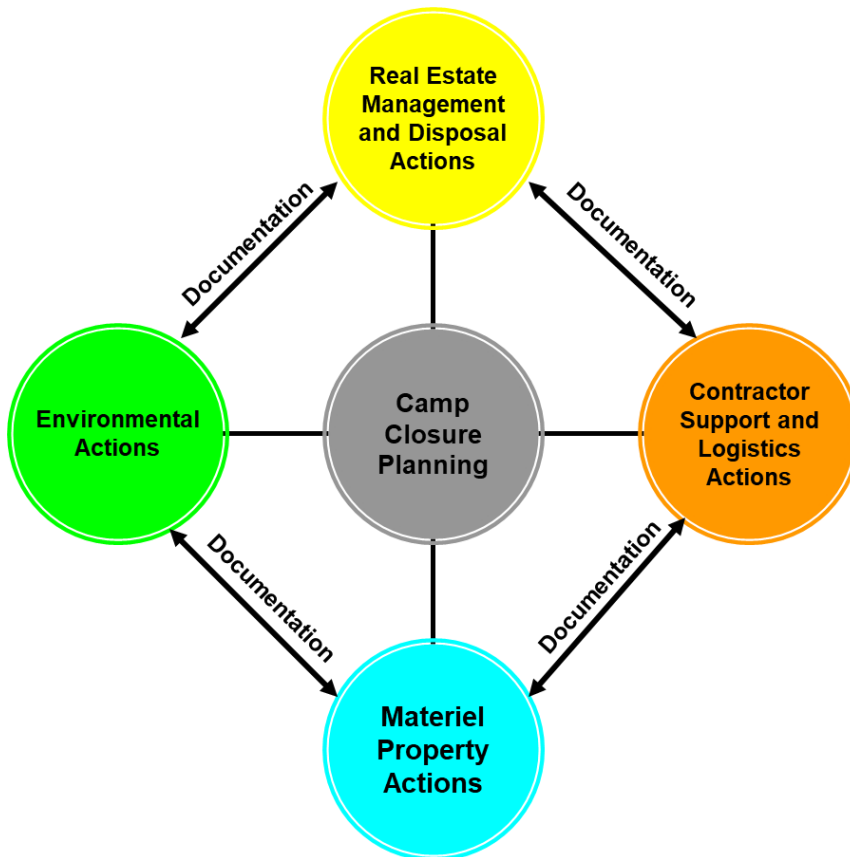 Real Estate
Management
and Disposal
Actions
Documentation
Documentation
Environmental
Actions
Camp
Closure
Planning
Contractor
Support and
Logistics
Actions
Documentation
Documentation
Materiel
Property
Actions